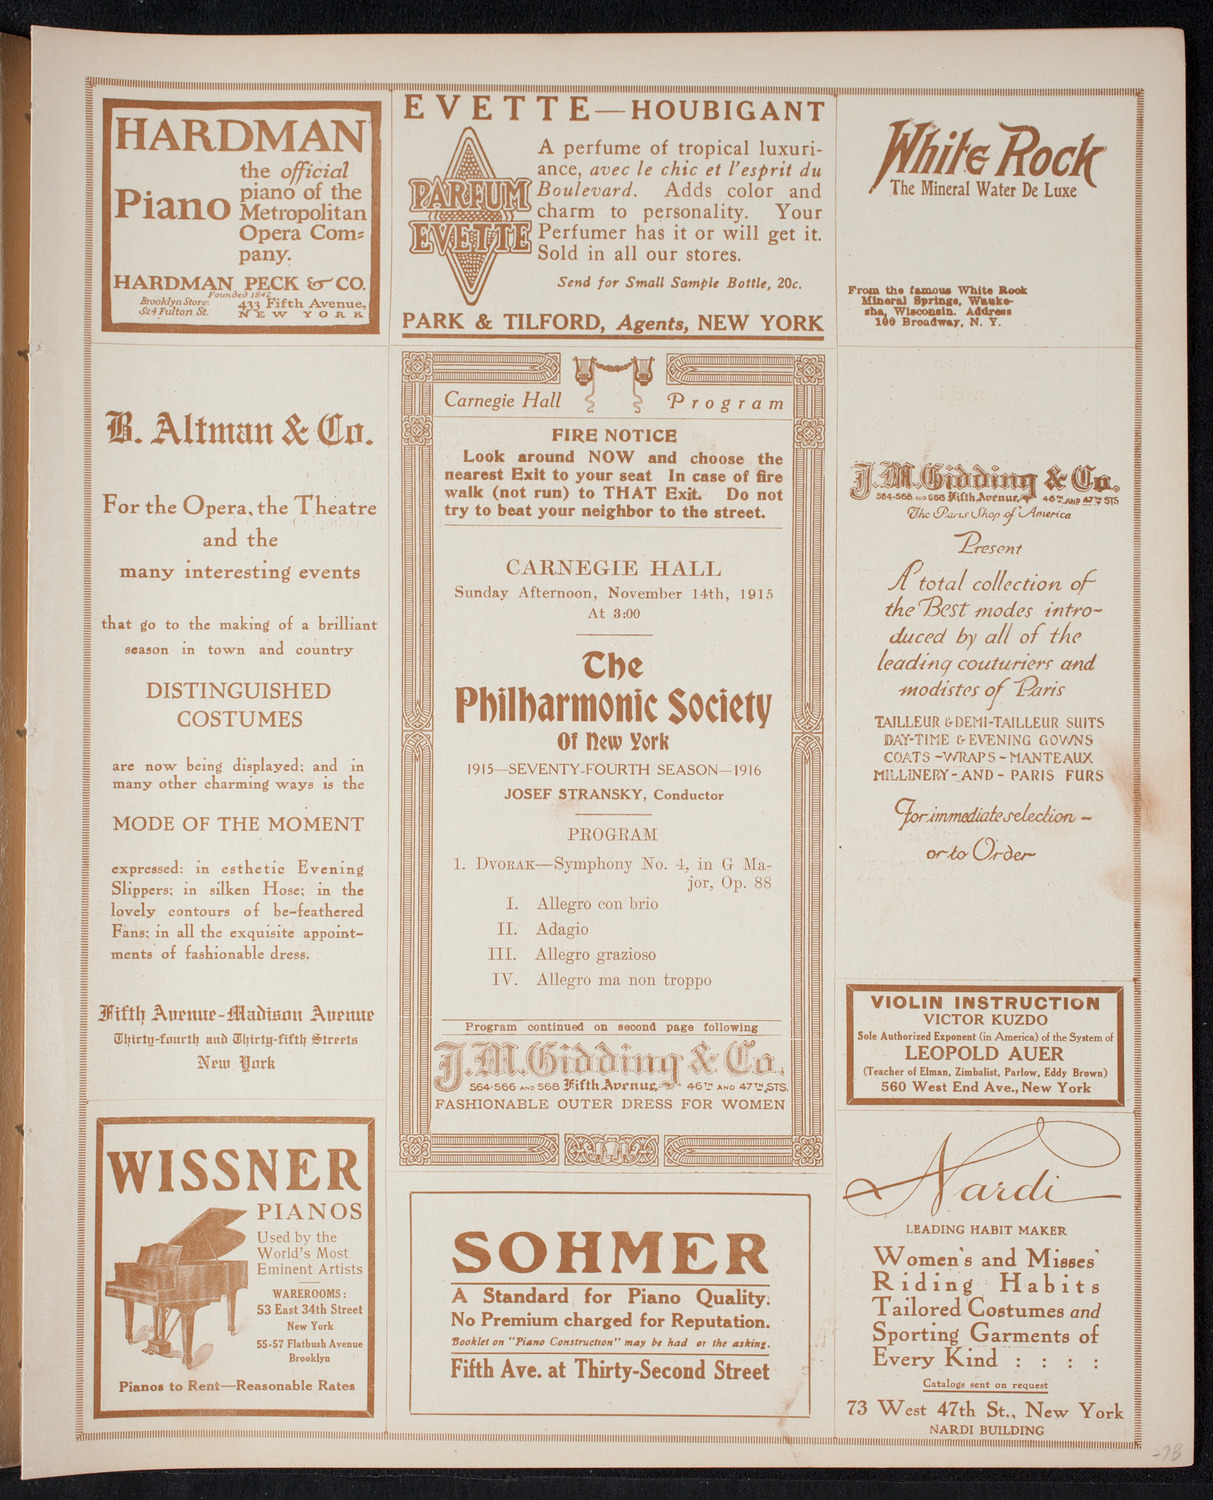 HARDMAN
Piano
the official
piano of the
Metropolitan
Opera Com=
pany.
HARDMAN PECK & CO.
Founded 1842
Brooklyn Store:
524 Fulton St.
433 Fifth Avenue,
NEW YORK
EVETTE—HOUBIGANT
PARFUM
EVETTE
A perfume of tropical luxuri-
ance, avec le chic et l'esprit du
Boulevard. Adds color and
charm to personality. Your
Perfumer has it or will get it.
Sold in all our stores.
Send for Small Sample Bottle, 20c.
PARK & TILFORD, Agents, NEW YORK
White Rock
The Mineral Water De Luxe
From the famous White Rock
Mineral Springs, Wauke-
sha, Wisconsin. Address
100 Broadway, N. Y.
B. Altman & Co.
For the Opera, the Theatre
and the
many interesting events
that go to the making of a brilliant
season in town and country
DISTINGUISHED
COSTUMES
are now being displayed; and in
many other charming ways is the
MODE OF THE MOMENT
expressed: in esthetic Evening
Slippers; in silken Hose; in the
lovely contours of be-feathered
Fans; in all the exquisite appoint-
ments of fashionable dress.
Fifth Avenue-Madison Avenue
Thirty-fourth and Thirty-fifth Streets
New York
WISSNER
PIANOS
Used by the
World's Most
Eminent Artists
WAREROOMS:
53 East 34th Street
New York
55-57 Flatbush Avenue
Brooklyn
Pianos to Rent—Reasonable Rates
Carnegie Hall Program
FIRE NOTICE
Look around NOW and choose the
nearest Exit to your seat In case of fire
walk (not run) to THAT Exit. Do not
try to beat your neighbor to the street.
CARNEGIE HALL
Sunday Afternoon, November 14th, 1915
At 3:00
The
Philharmonic Society
Of New York
1915—SEVENTY-FOURTH SEASON—1916
JOSEF STRANSKY, Conductor
PROGRAM
1. DVORAK—Symphony No. 4, in G Ma-
jor, Op. 88
I. Allegro con brio
II. Adagio
III. Allegro grazioso
IV. Allegro ma non troppo
Program continued on second page following
J.M. Gidding & Co.
564-566 AND 568 Fifth Avenue, 46TH AND 47TH STS.
FASHIONABLE OUTER DRESS FOR WOMEN
SOHMER
A Standard for Piano Quality.
No Premium charged for Reputation.
Booklet on "Piano Construction" may be had or the asking.
Fifth Ave. at Thirty-Second Street
J.M. Gidding & Co.
564-566 AND 568 Fifth Avenue, 46TH AND 47TH STS
The Paris Shop of America
Present
A total collection of
the Best modes intro-
duced by all of the
leading couturiers and
modistes of Paris
TAILLEUR & DEMI-TAILLEUR SUITS
DAY-TIME & EVENING GOWNS
COATS - WRAPS - MANTEAUX
MILLINERY - AND - PARIS FURS
For immediate selection -
or to Order
VIOLIN INSTRUCTION
VICTOR KUZDO
Sole Authorized Exponent (in America) of the System of
LEOPOLD AUER
(Teacher of Elman, Zimbalist, Parlow, Eddy Brown)
560 West End Ave., New York
Nardi
LEADING HABIT MAKER
Women's and Misses'
Riding Habits
Tailored Costumes and
Sporting Garments of
Every Kind : : : :
Catalogs sent on request
73 West 47th St., New York
NARDI BUILDING